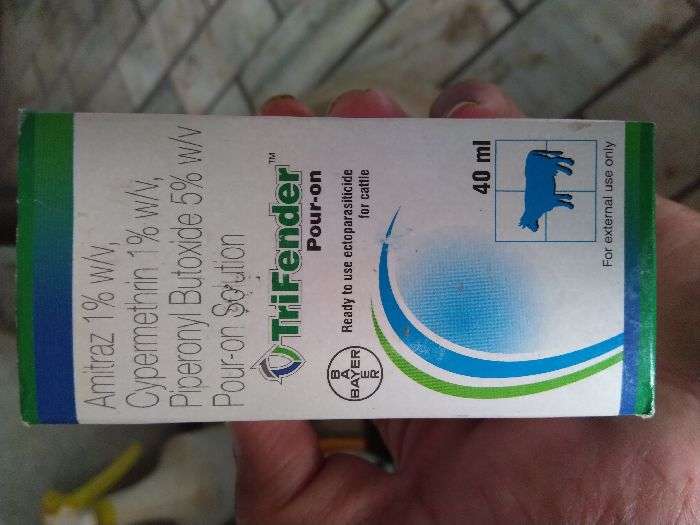 Amitraz 1% w/v,
Cypermethrin 1% w/v,
Piperonyl Butoxide 5% w/v
Pour-on Solution
TriFender™
Pour-on
Ready to use ectoparasiticide
for cattle
BAYER
BAYER
40 ml
For external use only